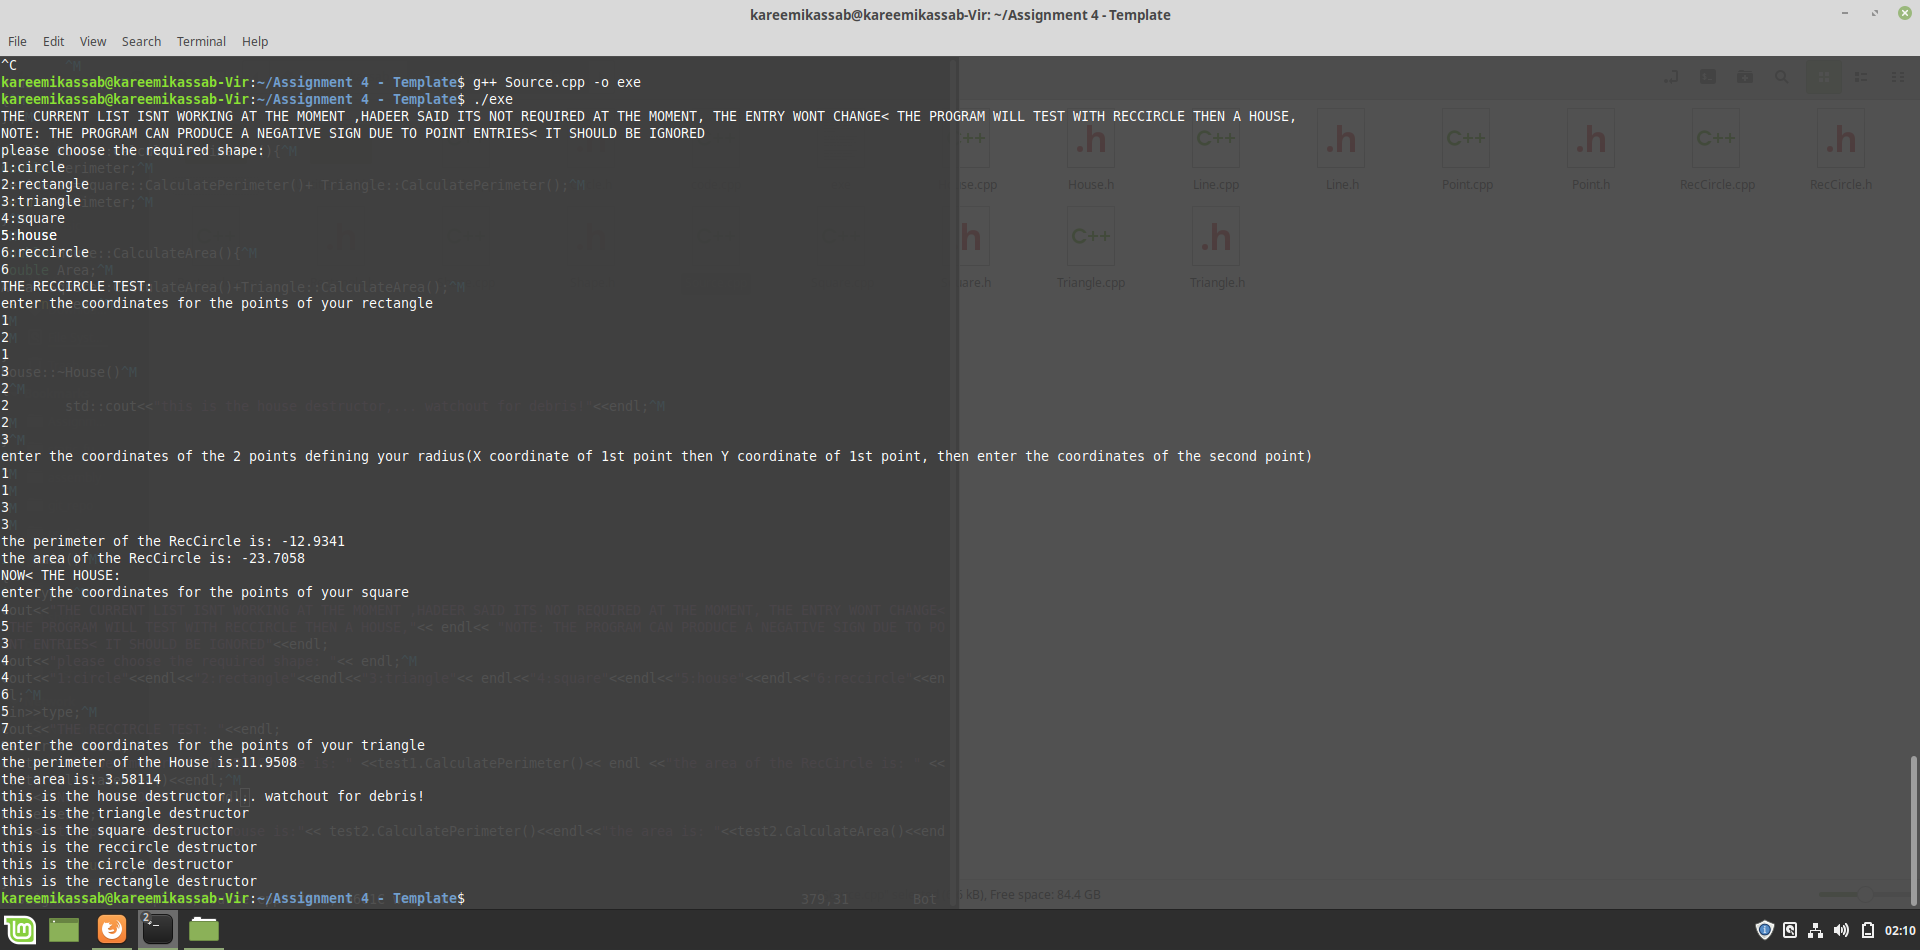 kareemikassab@kareemikassab-Vir: ~/Assignment 4 - Template
File Edit View Search Terminal Help
^C
kareemikassab@kareemikassab-Vir:~/Assignment 4 - Template$ g++ Source.cpp -o exe
kareemikassab@kareemikassab-Vir:~/Assignment 4 - Template$ ./exe
THE CURRENT LIST ISNT WORKING AT THE MOMENT ,HADEER SAID ITS NOT REQUIRED AT THE MOMENT, THE ENTRY WONT CHANGE< THE PROGRAM WILL TEST WITH RECCIRCLE THEN A HOUSE,
NOTE: THE PROGRAM CAN PRODUCE A NEGATIVE SIGN DUE TO POINT ENTRIES< IT SHOULD BE IGNORED
please choose the required shape:
1:circle
2:rectangle
3:triangle
4:square
5:house
6:reccircle
6
THE RECCIRCLE TEST:
enter the coordinates for the points of your rectangle
1
2
1
3
2
2
2
3
enter the coordinates of the 2 points defining your radius(X coordinate of 1st point then Y coordinate of 1st point, then enter the coordinates of the second point)
1
1
3
3
the perimeter of the RecCircle is: -12.9341
the area of the RecCircle is: -23.7058
NOW< THE HOUSE:
enter the coordinates for the points of your square
4
5
3
4
4
6
5
7
enter the coordinates for the points of your triangle
the perimeter of the House is:11.9508
the area is: 3.58114
this is the house destructor,... watchout for debris!
this is the triangle destructor
this is the square destructor
this is the reccircle destructor
this is the circle destructor
this is the rectangle destructor
kareemikassab@kareemikassab-Vir:~/Assignment 4 - Template$
House.h Line.cpp Line.h Point.cpp Point.h RecCircle.cpp RecCircle.h
Triangle.cpp Triangle.h
Free space: 84.4 GB
379,31 Bot
2
02:10